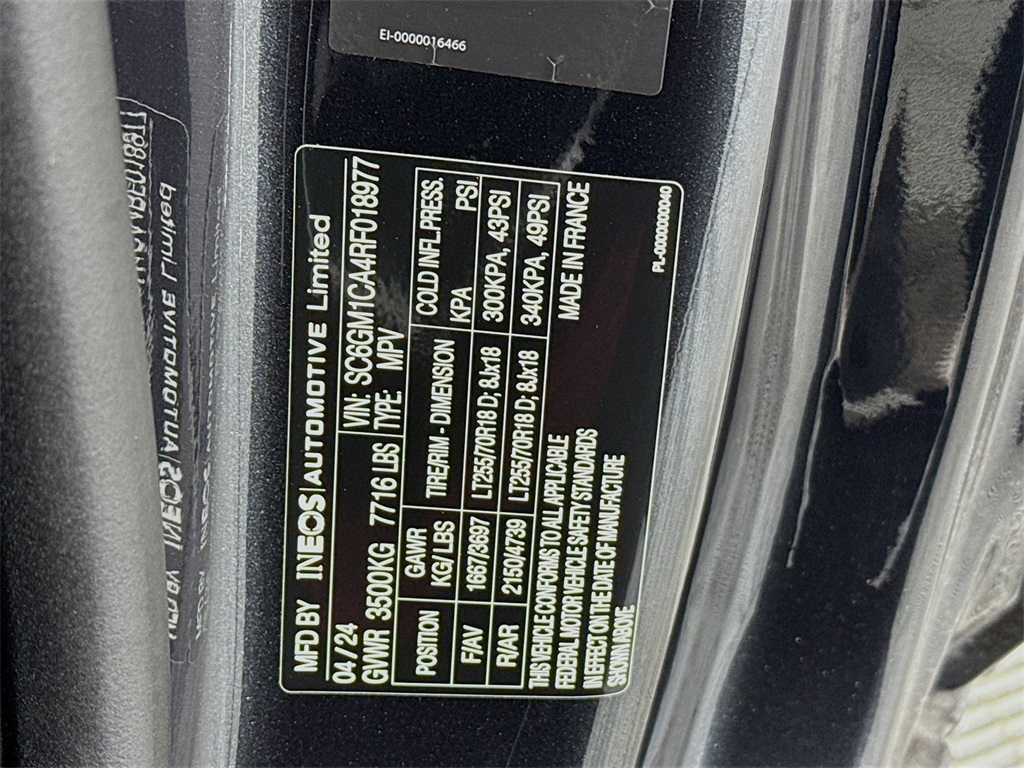 EI-0000016466
MFD BY INEOS AUTOMOTIVE Limited
04/24 VIN: SC6GM1CA4RF018977
GVWR 3500KG 7716 LBS TYPE: MPV
POSITION GAWR KG/LBS TIRE/RIM - DIMENSION COLD INFL.PRESS. KPA PSI
F/AV 1667/3697 LT255/70R18 D; 8Jx18 300KPA, 43PSI
R/AR 2150/4739 LT255/70R18 D; 8Jx18 340KPA, 49PSI
THIS VEHICLE CONFORMS TO ALL APPLICABLE
FEDERAL MOTOR VEHICLE SAFETY STANDARDS
IN EFFECT ON THE DATE OF MANUFACTURE
SHOWN ABOVE
MADE IN FRANCE
PL-0000000040